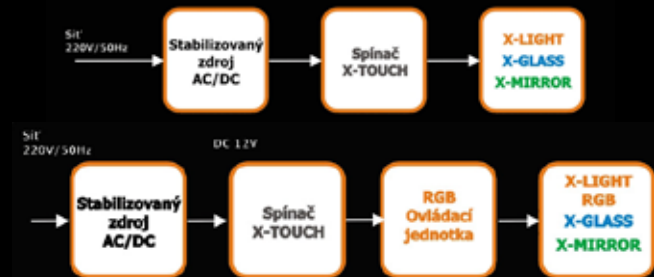 Síť
220V/50Hz
Stabilizovaný
zdroj
AC/DC
Spínač
X-TOUCH
X-LIGHT
X-GLASS
X-MIRROR
Síť
220V/50Hz
DC 12V
Stabilizovaný
zdroj
AC/DC
Spínač
X-TOUCH
RGB
Ovládací
jednotka
X-LIGHT
RGB
X-GLASS
X-MIRROR